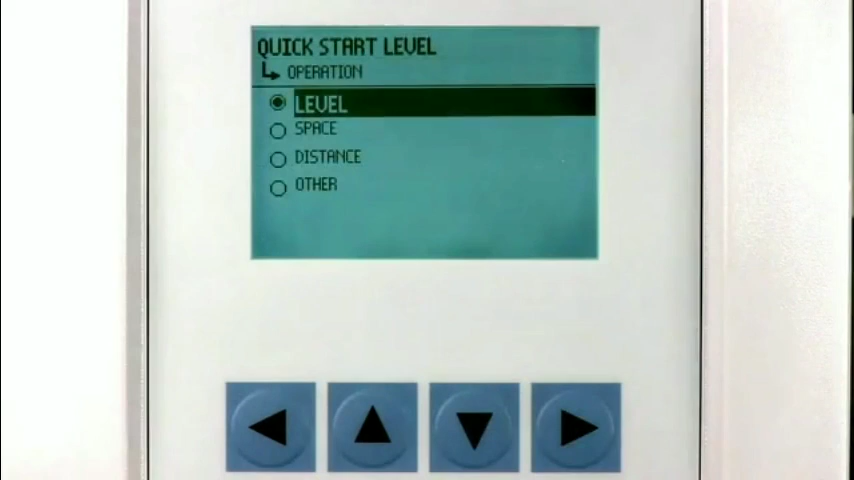 QUICK START LEVEL
OPERATION
LEVEL
SPACE
DISTANCE
OTHER